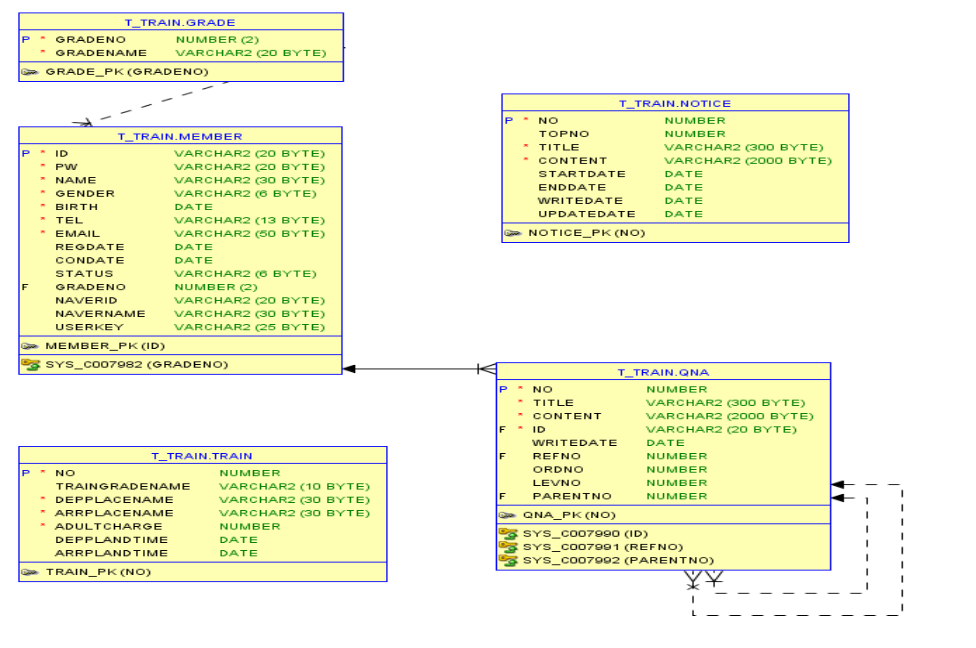 T_TRAIN.GRADE
P * GRADENO NUMBER (2)
* GRADENAME VARCHAR2 (20 BYTE)
GRADE_PK (GRADENO)
T_TRAIN.MEMBER
P * ID VARCHAR2 (20 BYTE)
* PW VARCHAR2 (20 BYTE)
* NAME VARCHAR2 (30 BYTE)
* GENDER VARCHAR2 (6 BYTE)
* BIRTH DATE
* TEL VARCHAR2 (13 BYTE)
* EMAIL VARCHAR2 (50 BYTE)
REGDATE DATE
CONDATE DATE
STATUS VARCHAR2 (6 BYTE)
F GRADENO NUMBER (2)
NAVERID VARCHAR2 (20 BYTE)
NAVERNAME VARCHAR2 (30 BYTE)
USERKEY VARCHAR2 (25 BYTE)
MEMBER_PK (ID)
SYS_C007982 (GRADENO)
T_TRAIN.NOTICE
P * NO NUMBER
TOPNO NUMBER
* TITLE VARCHAR2 (300 BYTE)
* CONTENT VARCHAR2 (2000 BYTE)
STARTDATE DATE
ENDDATE DATE
WRITEDATE DATE
UPDATEDATE DATE
NOTICE_PK (NO)
T_TRAIN.QNA
P * NO NUMBER
* TITLE VARCHAR2 (300 BYTE)
* CONTENT VARCHAR2 (2000 BYTE)
F * ID VARCHAR2 (20 BYTE)
WRITEDATE DATE
F REFNO NUMBER
ORDNO NUMBER
LEVNO NUMBER
F PARENTNO NUMBER
QNA_PK (NO)
SYS_C007990 (ID)
SYS_C007991 (REFNO)
SYS_C007992 (PARENTNO)
T_TRAIN.TRAIN
P * NO NUMBER
TRAINGRADENAME VARCHAR2 (10 BYTE)
* DEPPLACENAME VARCHAR2 (30 BYTE)
* ARRPLACENAME VARCHAR2 (30 BYTE)
* ADULTCHARGE NUMBER
DEPPLANDTIME DATE
ARRPLANDTIME DATE
TRAIN_PK (NO)